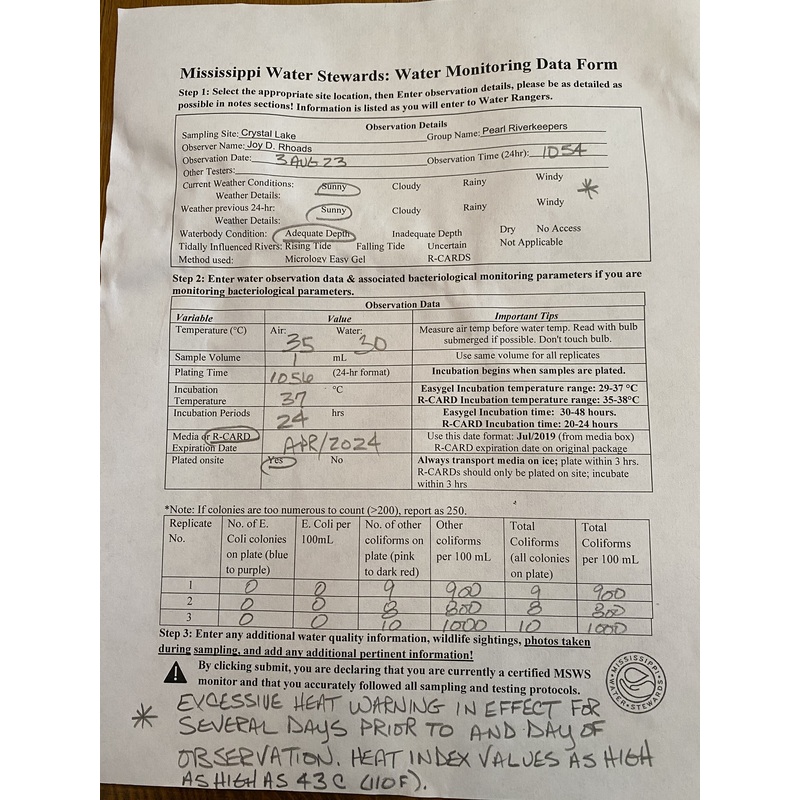 Mississippi Water Stewards: Water Monitoring Data Form
Step 1: Select the appropriate site location, then Enter observation details, please be as detailed as
possible in notes sections! Information is listed as you will enter to Water Rangers.
Observation Details
Sampling Site: Crystal Lake Group Name: Pearl Riverkeepers
Observer Name: Joy D. Rhoads
Observation Date: 3 AUG 23 Observation Time (24hr): 1054
Other Testers:
Current Weather Conditions: Sunny Cloudy Rainy Windy
Weather Details: *
Weather previous 24-hr: Sunny Cloudy Rainy Windy
Weather Details:
Waterbody Condition: Adequate Depth Inadequate Depth Dry No Access
Tidally Influenced Rivers: Rising Tide Falling Tide Uncertain Not Applicable
Method used: Micrology Easy Gel R-CARDS
Step 2: Enter water observation data & associated bacteriological monitoring parameters if you are
monitoring bacteriological parameters.
Observation Data
Variable Value Important Tips
Temperature (°C) Air: 35 Water: 30 Measure air temp before water temp. Read with bulb
submerged if possible. Don't touch bulb.
Sample Volume 1 mL Use same volume for all replicates
Plating Time 1056 (24-hr format) Incubation begins when samples are plated.
Incubation 37 °C Easygel Incubation temperature range: 29-37 °C
Temperature R-CARD Incubation temperature range: 35-38°C
Incubation Periods 24 hrs Easygel Incubation time: 30-48 hours.
R-CARD Incubation time: 20-24 hours
Media or R-CARD APR/2024 Use this date format: Jul/2019 (from media box)
Expiration Date R-CARD expiration date on original package
Plated onsite Yes No Always transport media on ice; plate within 3 hrs.
R-CARDs should only be plated on site; incubate
within 3 hrs
*Note: If colonies are too numerous to count (>200), report as 250.
Replicate No. of E. E. Coli per No. of other Other Total Total
No. Coli colonies 100mL coliforms on coliforms Coliforms Coliforms
on plate (blue plate (pink per 100 mL (all colonies per 100 mL
to purple) to dark red) on plate)
1 0 0 9 900 9 900
2 0 0 8 800 8 800
3 0 0 10 1000 10 1000
Step 3: Enter any additional water quality information, wildlife sightings, photos taken
during sampling, and add any additional pertinent information!
By clicking submit, you are declaring that you are currently a certified MSWS
monitor and that you accurately followed all sampling and testing protocols.
MISSISSIPPI WATER STEWARDS
* EXCESSIVE HEAT WARNING IN EFFECT FOR
SEVERAL DAYS PRIOR TO AND DAY OF
OBSERVATION. HEAT INDEX VALUES AS HIGH
AS HIGH AS 43 C (110F).